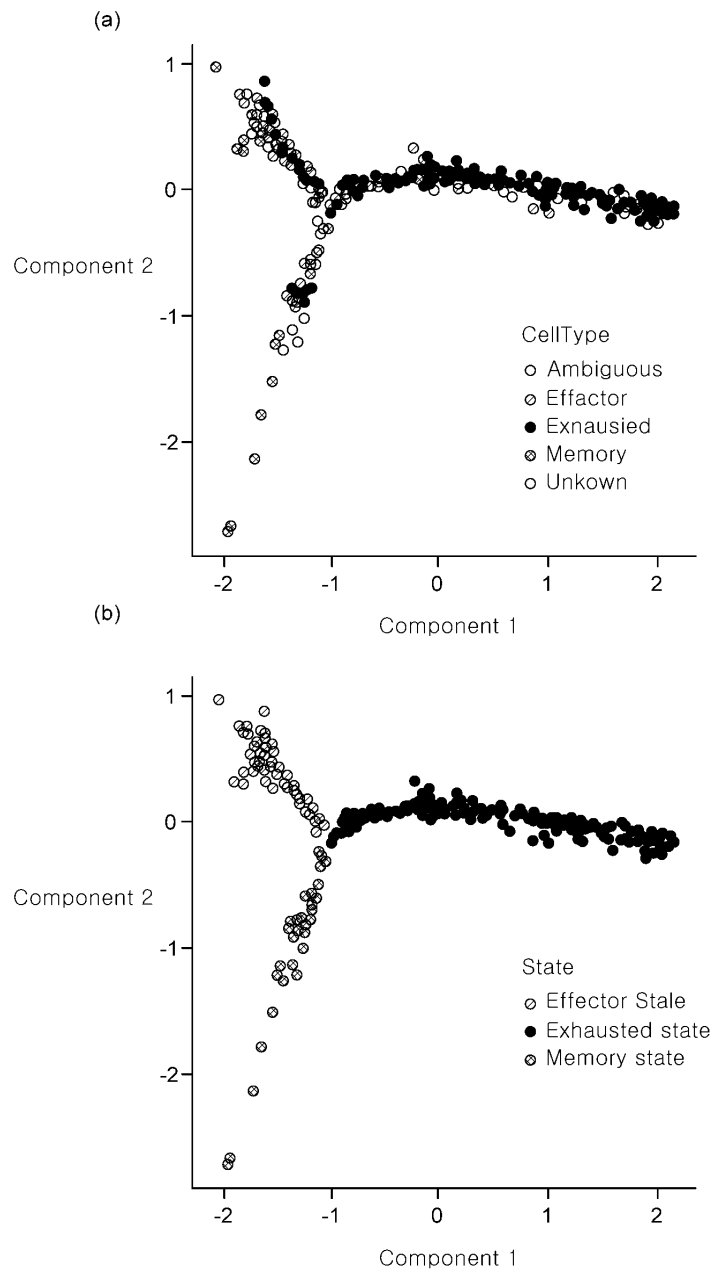 (a)
1
0
Component 2
-1
CellType
Ambiguous
Effactor
Exnausied
-2
Memory
Unkown
-2
-1
0
1
2
Component 1
(b)
1
0
Component 2
-1
State
Effector Stale
Exhausted state
Memory state
-2
-2
-1
0
1
2
Component 1